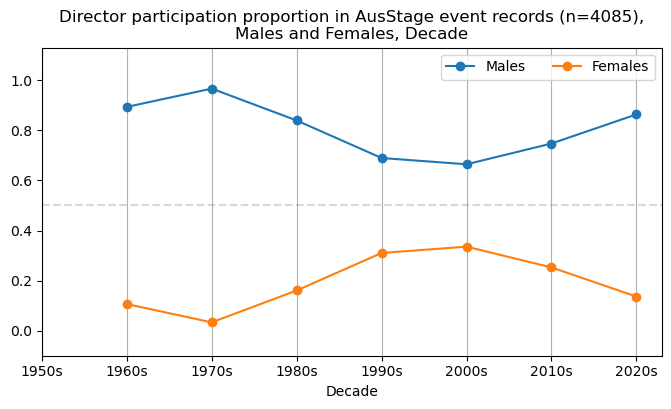 Director participation proportion in AusStage event records (n=4085),
Males and Females, Decade
Males
Females
1.0
0.8
0.6
0.4
0.2
0.0
1950s 1960s 1970s 1980s 1990s 2000s 2010s 2020s
Decade